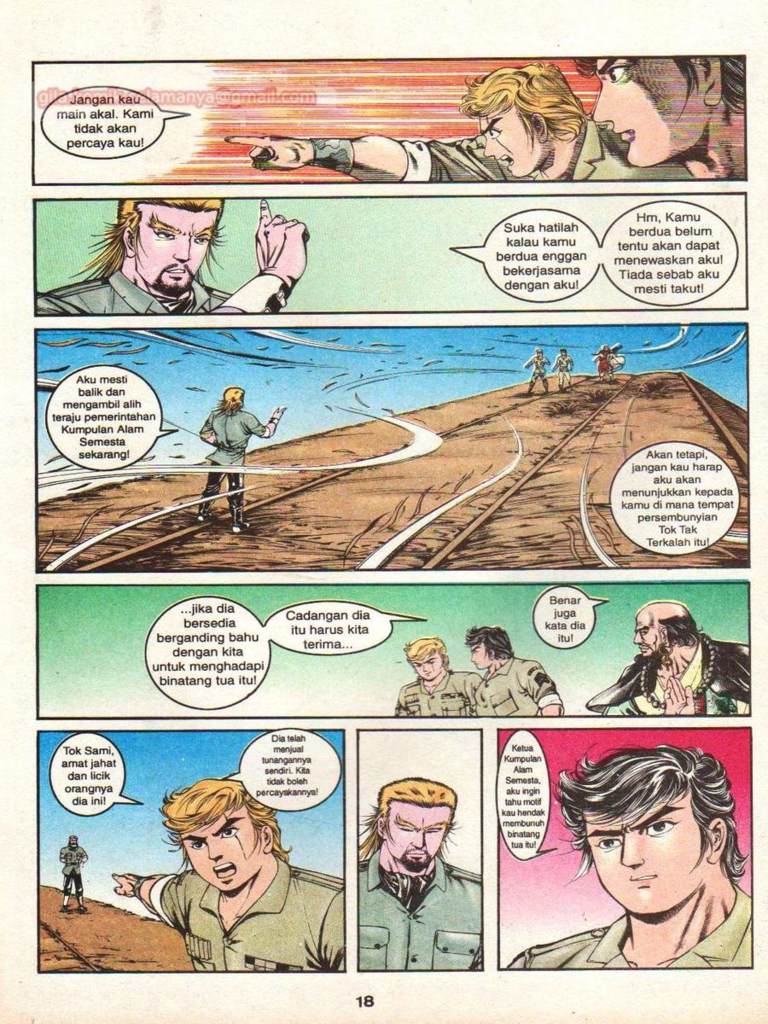 Jangan kau
main akal. Kami
tidak akan
percaya kau!
Suka hatilah
kalau kamu
berdua enggan
bekerjasama
dengan aku!
Hm, Kamu
berdua belum
tentu akan dapat
menewaskan aku!
Tiada sebab aku
mesti takut!
Aku mesti
balik dan
mengambil alih
teraju pemerintahan
Kumpulan Alam
Semesta
sekarang!
Akan tetapi,
jangan kau harap
aku akan
menunjukkan kepada
kamu di mana tempat
persembunyian
Tok Tak
Terkalah itu!
...jika dia
bersedia
berganding bahu
dengan kita
untuk menghadapi
binatang tua itu!
Cadangan dia
itu harus kita
terima...
Benar
juga
kata dia
itu!
Tok Sami,
amat jahat
dan licik
orangnya
dia ini!
Dia telah
menjual
tunangannya
sendiri. Kita
tidak boleh
percayakannya!
Ketua
Kumpulan
Alam
Semesta,
aku ingin
tahu motif
kau hendak
membunuh
binatang
tua itu!
18